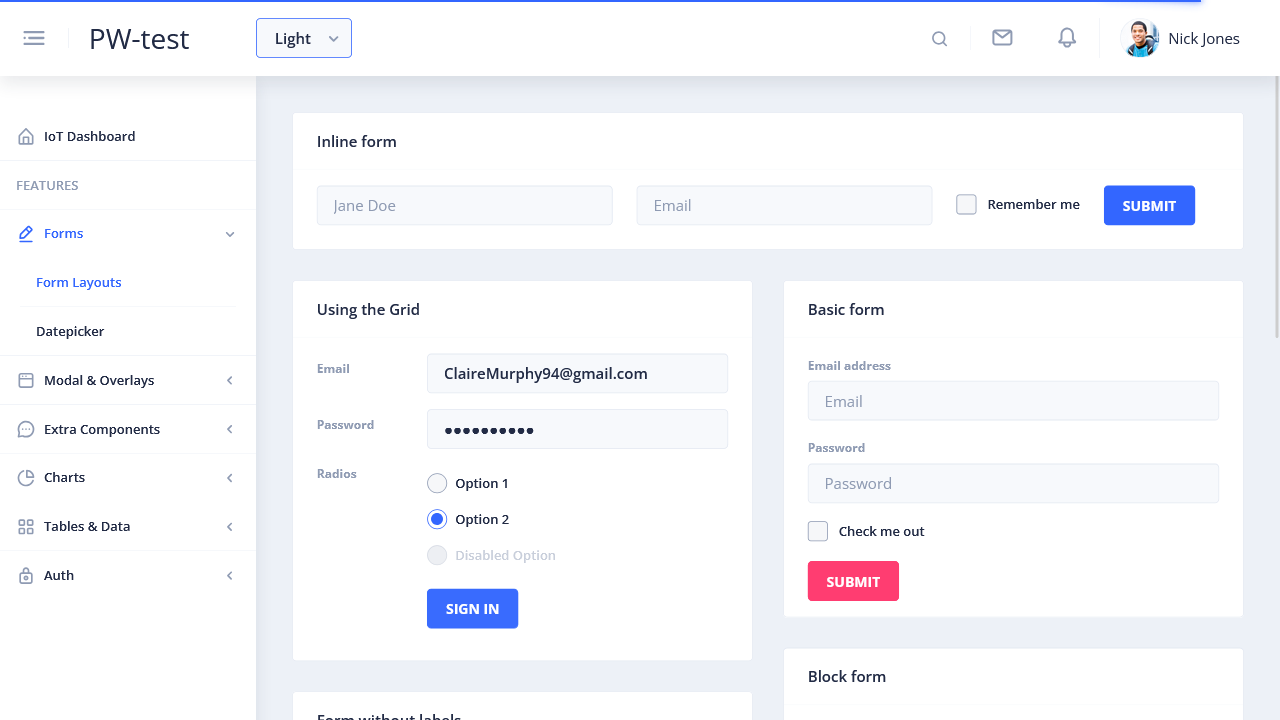 PW-test
Light
Nick Jones
IoT Dashboard
FEATURES
Forms
Form Layouts
Datepicker
Modal & Overlays
Extra Components
Charts
Tables & Data
Auth
Inline form
Jane Doe
Email
Remember me
SUBMIT
Using the Grid
Email
ClaireMurphy94@gmail.com
Password
••••••••••
Radios
Option 1
Option 2
Disabled Option
SIGN IN
Form without labels
Basic form
Email address
Email
Password
Password
Check me out
SUBMIT
Block form